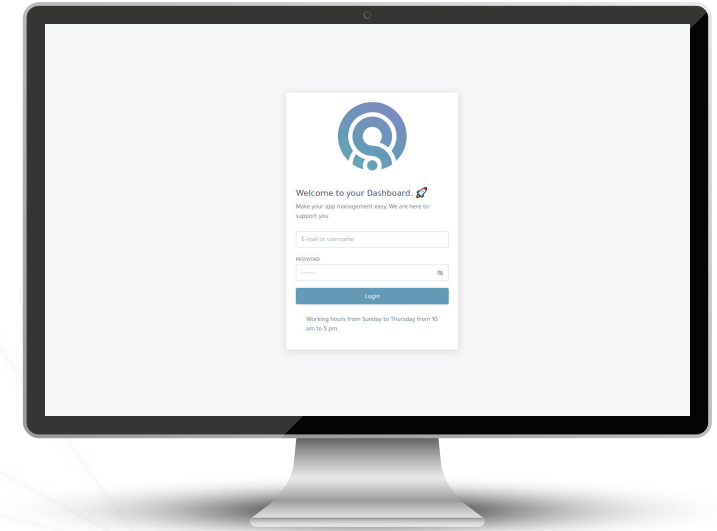 Welcome to your Dashboard. 🚀
Make your app management easy. We are here to
support you
E-mail or username
PASSWORD
Login
Working hours from Sunday to Thursday from 10
am to 5 pm.